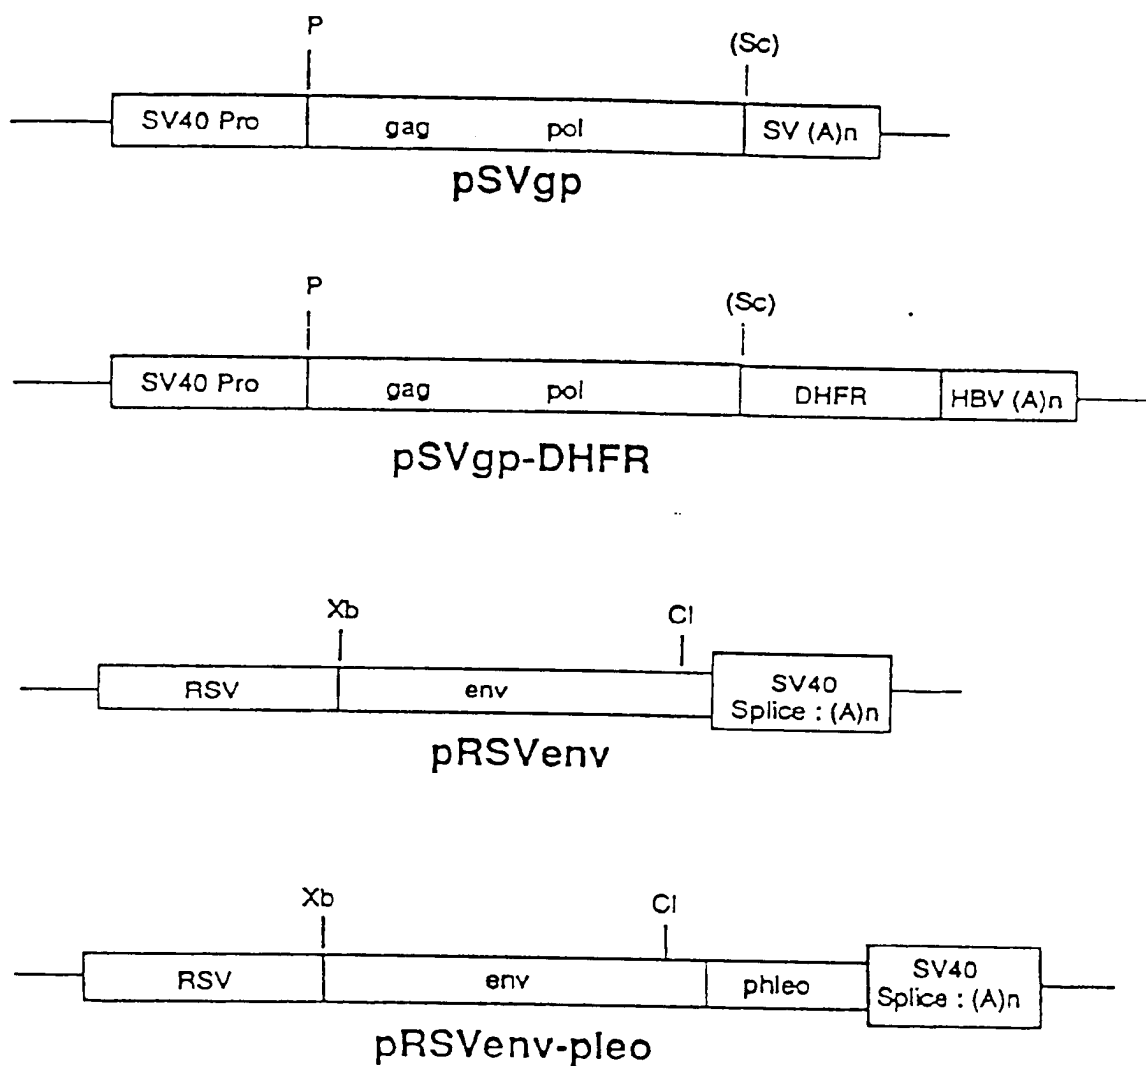 P (Sc)
SV40 Pro gag pol SV (A)n
pSVgp
P (Sc)
SV40 Pro gag pol DHFR HBV (A)n
pSVgp-DHFR
Xb Cl
RSV env SV40
Splice : (A)n
pRSVenv
Xb Cl
RSV env phleo SV40
Splice : (A)n
pRSVenv-pleo